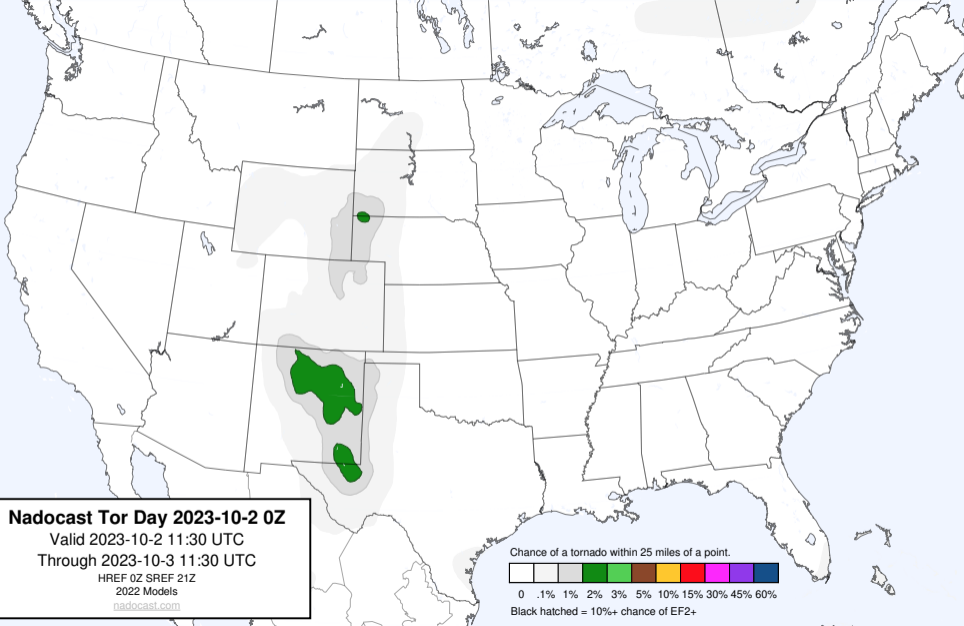 Nadocast Tor Day 2023-10-2 0Z
Valid 2023-10-2 11:30 UTC
Through 2023-10-3 11:30 UTC
HREF 0Z SREF 21Z
2022 Models
nadocast.com
Chance of a tornado within 25 miles of a point.
0 .1% 1% 2% 3% 5% 10% 15% 30% 45% 60%
Black hatched = 10%+ chance of EF2+